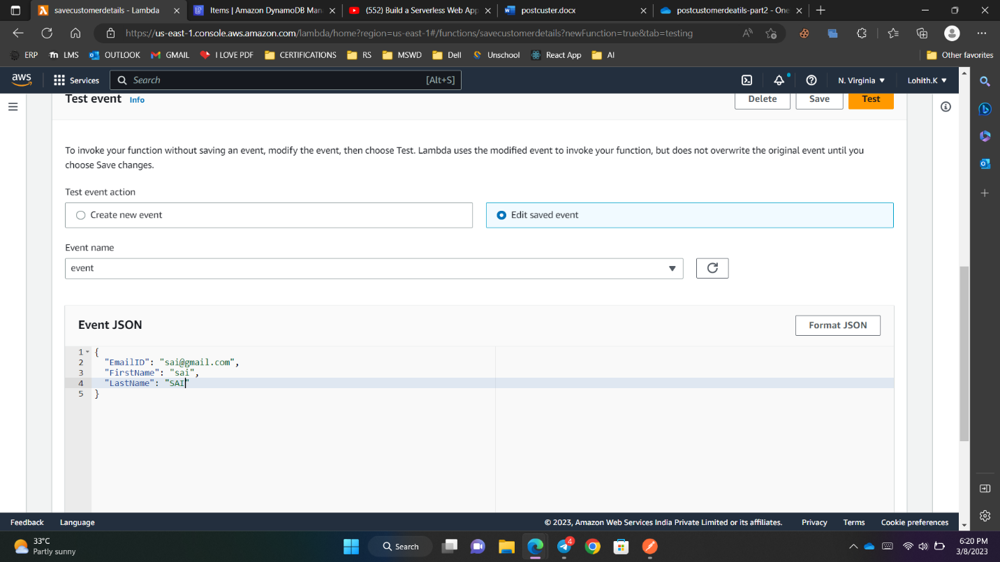 savecustomerdetails - Lambda
Items | Amazon DynamoDB Man
(552) Build a Serverless Web App
postcuster.docx
postcustomerdeatils-part2 - One
https://us-east-1.console.aws.amazon.com/lambda/home?region=us-east-1#/functions/savecustomerdetails?newFunction=true&tab=testing
ERP LMS OUTLOOK GMAIL I LOVE PDF CERTIFICATIONS RS MSWD Dell Unschool React App AI Other favorites
aws Services Search [Alt+S] N. Virginia Lohith.K
Test event Info Delete Save Test
To invoke your function without saving an event, modify the event, then choose Test. Lambda uses the modified event to invoke your function, but does not overwrite the original event until you
choose Save changes.
Test event action
Create new event Edit saved event
Event name
event
Event JSON Format JSON
1 {
2 "EmailID": "sai@gmail.com",
3 "FirstName": "sai",
4 "LastName": "SAI"
5 }
Feedback Language © 2023, Amazon Web Services India Private Limited or its affiliates. Privacy Terms Cookie preferences
33°C
Partly sunny
Search
4
6:20 PM
3/8/2023